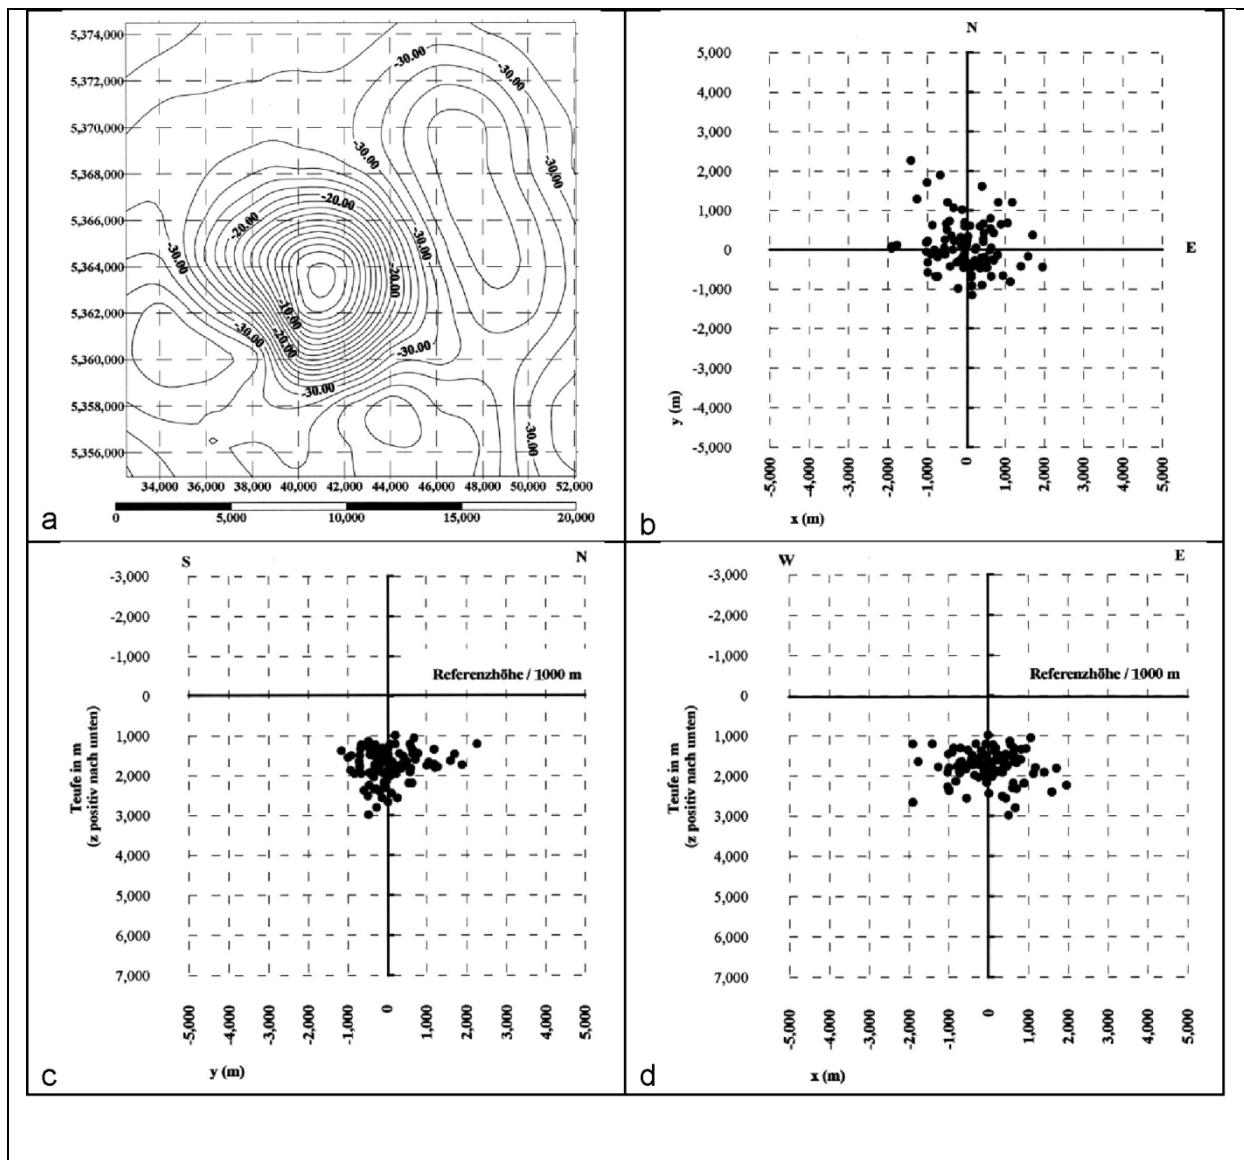 5,374,000
5,372,000
5,370,000
5,368,000
5,366,000
5,364,000
5,362,000
5,360,000
5,358,000
5,356,000
-30.00
-30.00
-30.00
-30.00
-20.00
-20.00
-30.00
-30.00
-20.00
-10.00
-30.00
-20.00
-30.00
-30.00
-30.00
34,000 36,000 38,000 40,000 42,000 44,000 46,000 48,000 50,000 52,000
0 5,000 10,000 15,000 20,000
a
N
5,000
4,000
3,000
2,000
1,000
0
E
-1,000
-2,000
-3,000
-4,000
-5,000
y (m)
-5,000 -4,000 -3,000 -2,000 -1,000 0 1,000 2,000 3,000 4,000 5,000
x (m)
b
S N
-3,000
-2,000
-1,000
Referenzhöhe / 1000 m
0
1,000
2,000
3,000
4,000
5,000
6,000
7,000
Teufe in m
(z positiv nach unten)
-5,000 -4,000 -3,000 -2,000 -1,000 0 1,000 2,000 3,000 4,000 5,000
y (m)
c
W E
-3,000
-2,000
-1,000
Referenzhöhe / 1000 m
0
1,000
2,000
3,000
4,000
5,000
6,000
7,000
Teufe in m
(z positiv nach unten)
-5,000 -4,000 -3,000 -2,000 -1,000 0 1,000 2,000 3,000 4,000 5,000
x (m)
d